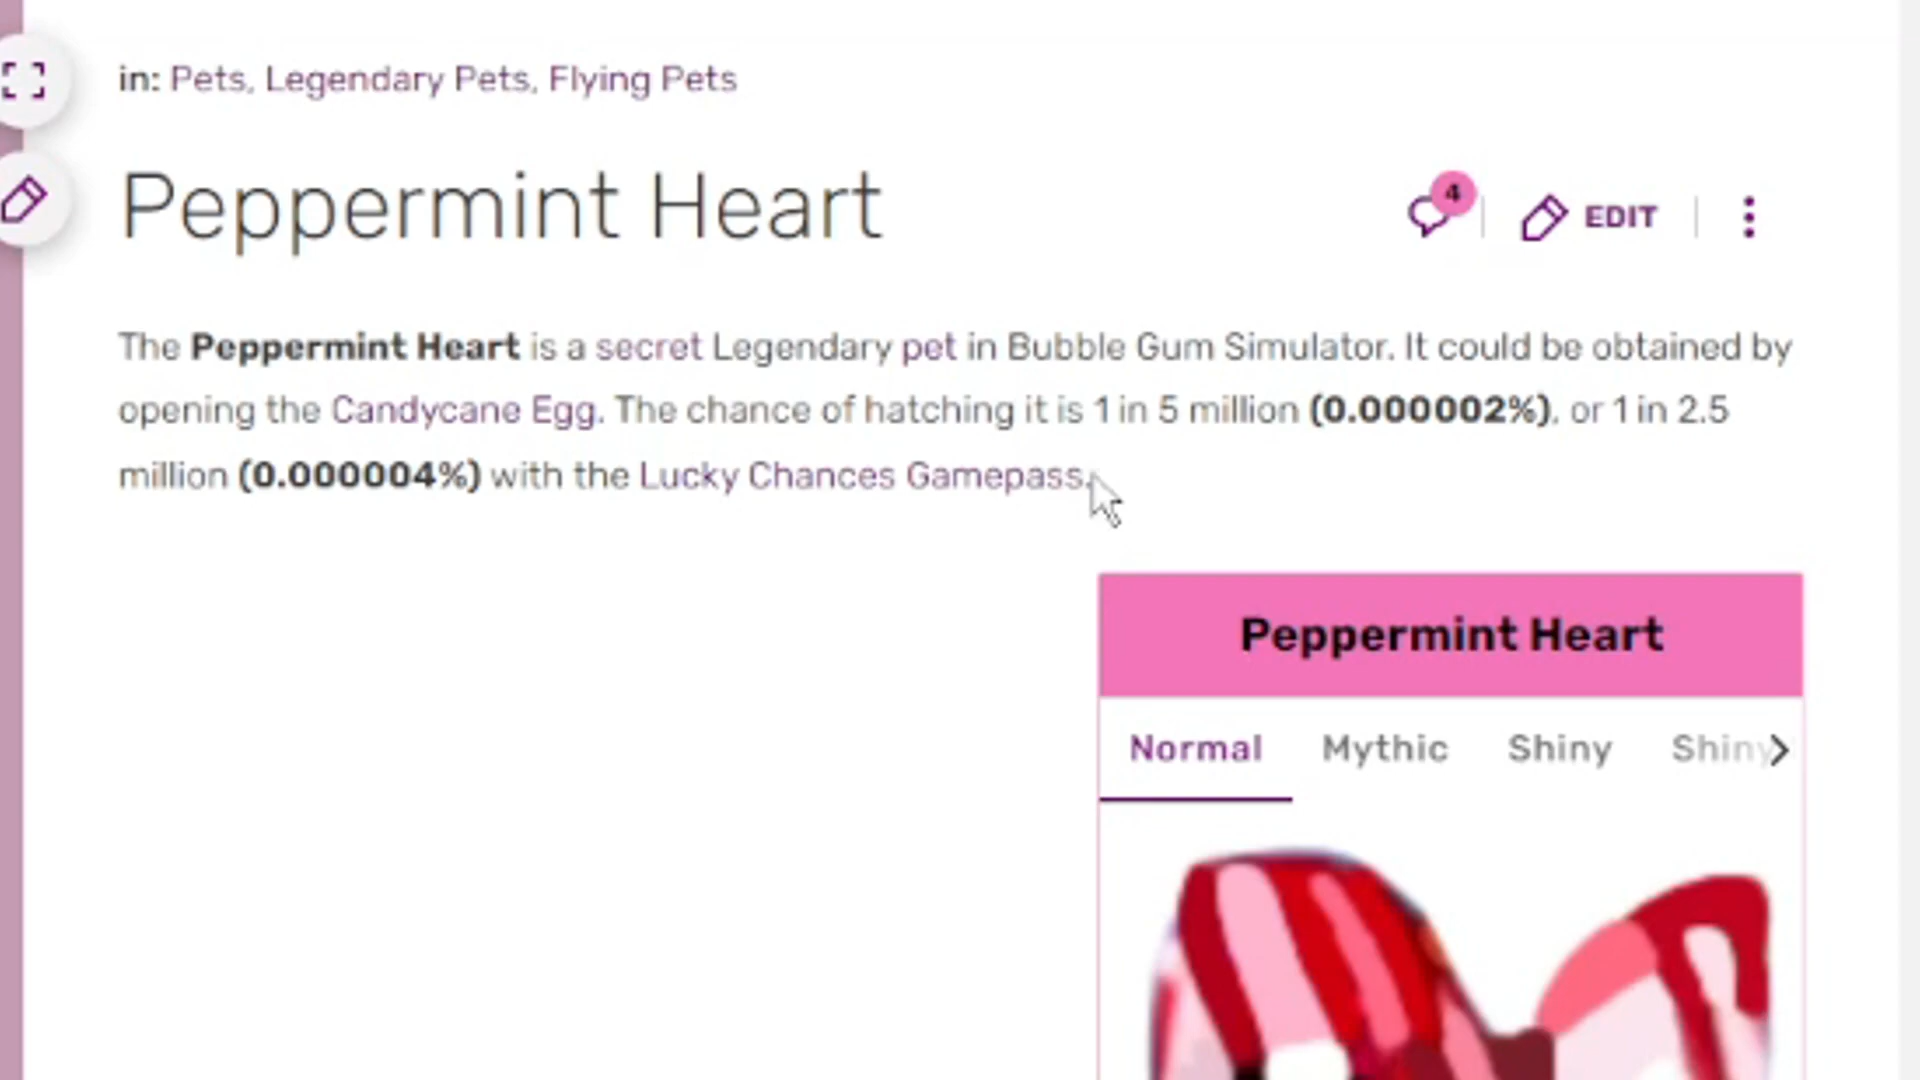 in: Pets, Legendary Pets, Flying Pets
Peppermint Heart
4
EDIT
The Peppermint Heart is a secret Legendary pet in Bubble Gum Simulator. It could be obtained by
opening the Candycane Egg. The chance of hatching it is 1 in 5 million (0.000002%), or 1 in 2.5
million (0.000004%) with the Lucky Chances Gamepass.
Peppermint Heart
Normal Mythic Shiny Shiny